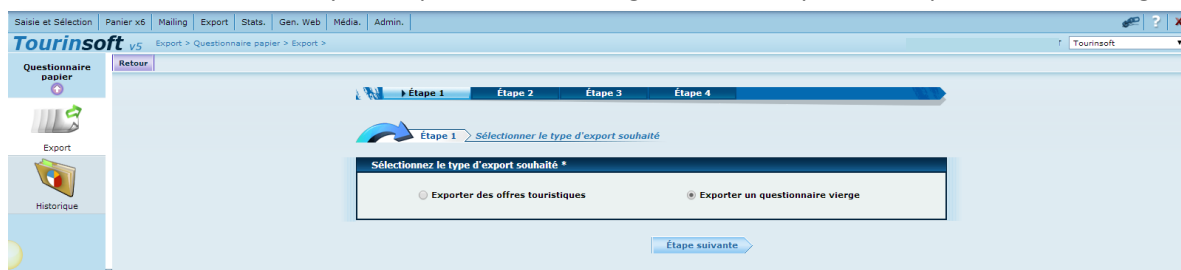 Saisie et Sélection Panier x6 Mailing Export Stats. Gen. Web Média. Admin. ?
Tourinsoft v5 Export > Questionnaire papier > Export > Tourinsoft
Questionnaire papier
Retour
Étape 1 Étape 2 Étape 3 Étape 4
Étape 1 Sélectionner le type d'export souhaité
Export
Sélectionnez le type d'export souhaité *
Exporter des offres touristiques Exporter un questionnaire vierge
Historique
Étape suivante